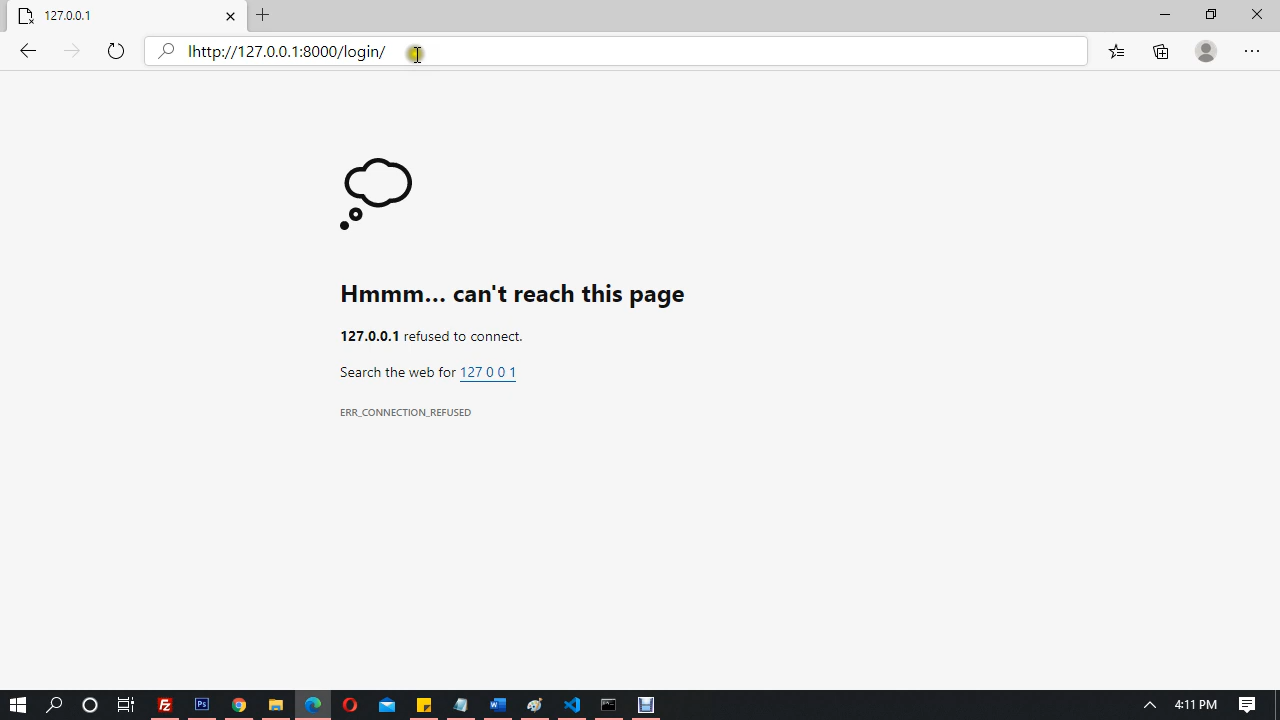 127.0.0.1
lhttp://127.0.0.1:8000/login/
Hmmm... can't reach this page
127.0.0.1 refused to connect.
Search the web for 127 0 0 1
ERR_CONNECTION_REFUSED
4:11 PM